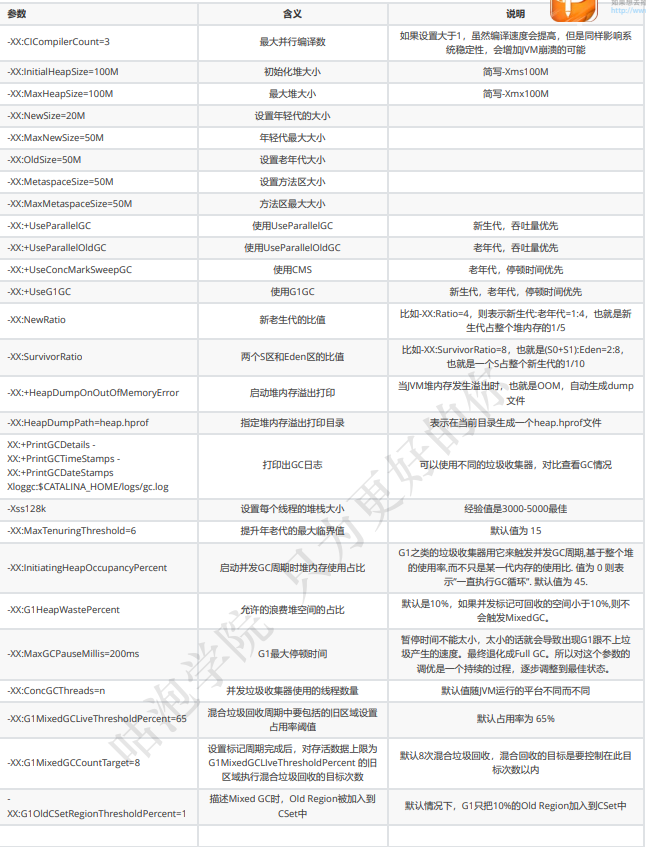 如果想去掉
http://www
参数 含义 说明
-XX:CICompilerCount=3 最大并行编译数 如果设置大于1，虽然编译速度会提高，但是同样影响系
统稳定性，会增加JVM崩溃的可能
-XX:InitialHeapSize=100M 初始化堆大小 简写-Xms100M
-XX:MaxHeapSize=100M 最大堆大小 简写-Xmx100M
-XX:NewSize=20M 设置年轻代的大小
-XX:MaxNewSize=50M 年轻代最大大小
-XX:OldSize=50M 设置老年代大小
-XX:MetaspaceSize=50M 设置方法区大小
-XX:MaxMetaspaceSize=50M 方法区最大大小
-XX:+UseParallelGC 使用UseParallelGC 新生代，吞吐量优先
-XX:+UseParallelOldGC 使用UseParallelOldGC 老年代，吞吐量优先
-XX:+UseConcMarkSweepGC 使用CMS 老年代，停顿时间优先
-XX:+UseG1GC 使用G1GC 新生代，老年代，停顿时间优先
-XX:NewRatio 新老生代的比值 比如-XX:Ratio=4，则表示新生代:老年代=1:4，也就是新
生代占整个堆内存的1/5
-XX:SurvivorRatio 两个S区和Eden区的比值 比如-XX:SurvivorRatio=8，也就是(S0+S1):Eden=2:8，
也就是一个S占整个新生代的1/10
-XX:+HeapDumpOnOutOfMemoryError 启动堆内存溢出打印 当JVM堆内存发生溢出时，也就是OOM，自动生成dump
文件
-XX:HeapDumpPath=heap.hprof 指定堆内存溢出打印目录 表示在当前目录生成一个heap.hprof文件
XX:+PrintGCDetails -
XX:+PrintGCTimeStamps -
XX:+PrintGCDateStamps
Xloggc:$CATALINA_HOME/logs/gc.log 打印出GC日志 可以使用不同的垃圾收集器，对比查看GC情况
-Xss128k 设置每个线程的堆栈大小 经验值是3000-5000最佳
-XX:MaxTenuringThreshold=6 提升年老代的最大临界值 默认值为 15
-XX:InitiatingHeapOccupancyPercent 启动并发GC周期时堆内存使用占比 G1之类的垃圾收集器用它来触发并发GC周期,基于整个堆
的使用率,而不只是某一代内存的使用比. 值为 0 则表
示"一直执行GC循环". 默认值为 45.
-XX:G1HeapWastePercent 允许的浪费堆空间的占比 默认是10%，如果并发标记可回收的空间小于10%,则不
会触发MixedGC。
-XX:MaxGCPauseMillis=200ms G1最大停顿时间 暂停时间不能太小，太小的话就会导致出现G1跟不上垃
圾产生的速度。最终退化成Full GC。所以对这个参数的
调优是一个持续的过程，逐步调整到最佳状态。
-XX:ConcGCThreads=n 并发垃圾收集器使用的线程数量 默认值随JVM运行的平台不同而不同
-XX:G1MixedGCLiveThresholdPercent=65 混合垃圾回收周期中要包括的旧区域设置
占用率阈值 默认占用率为 65%
-XX:G1MixedGCCountTarget=8 设置标记周期完成后，对存活数据上限为
G1MixedGCLIveThresholdPercent 的旧
区域执行混合垃圾回收的目标次数 默认8次混合垃圾回收，混合回收的目标是要控制在此目
标次数以内
-
XX:G1OldCSetRegionThresholdPercent=1 描述Mixed GC时，Old Region被加入到
CSet中 默认情况下，G1只把10%的Old Region加入到CSet中
咕泡学院 只为更好的你